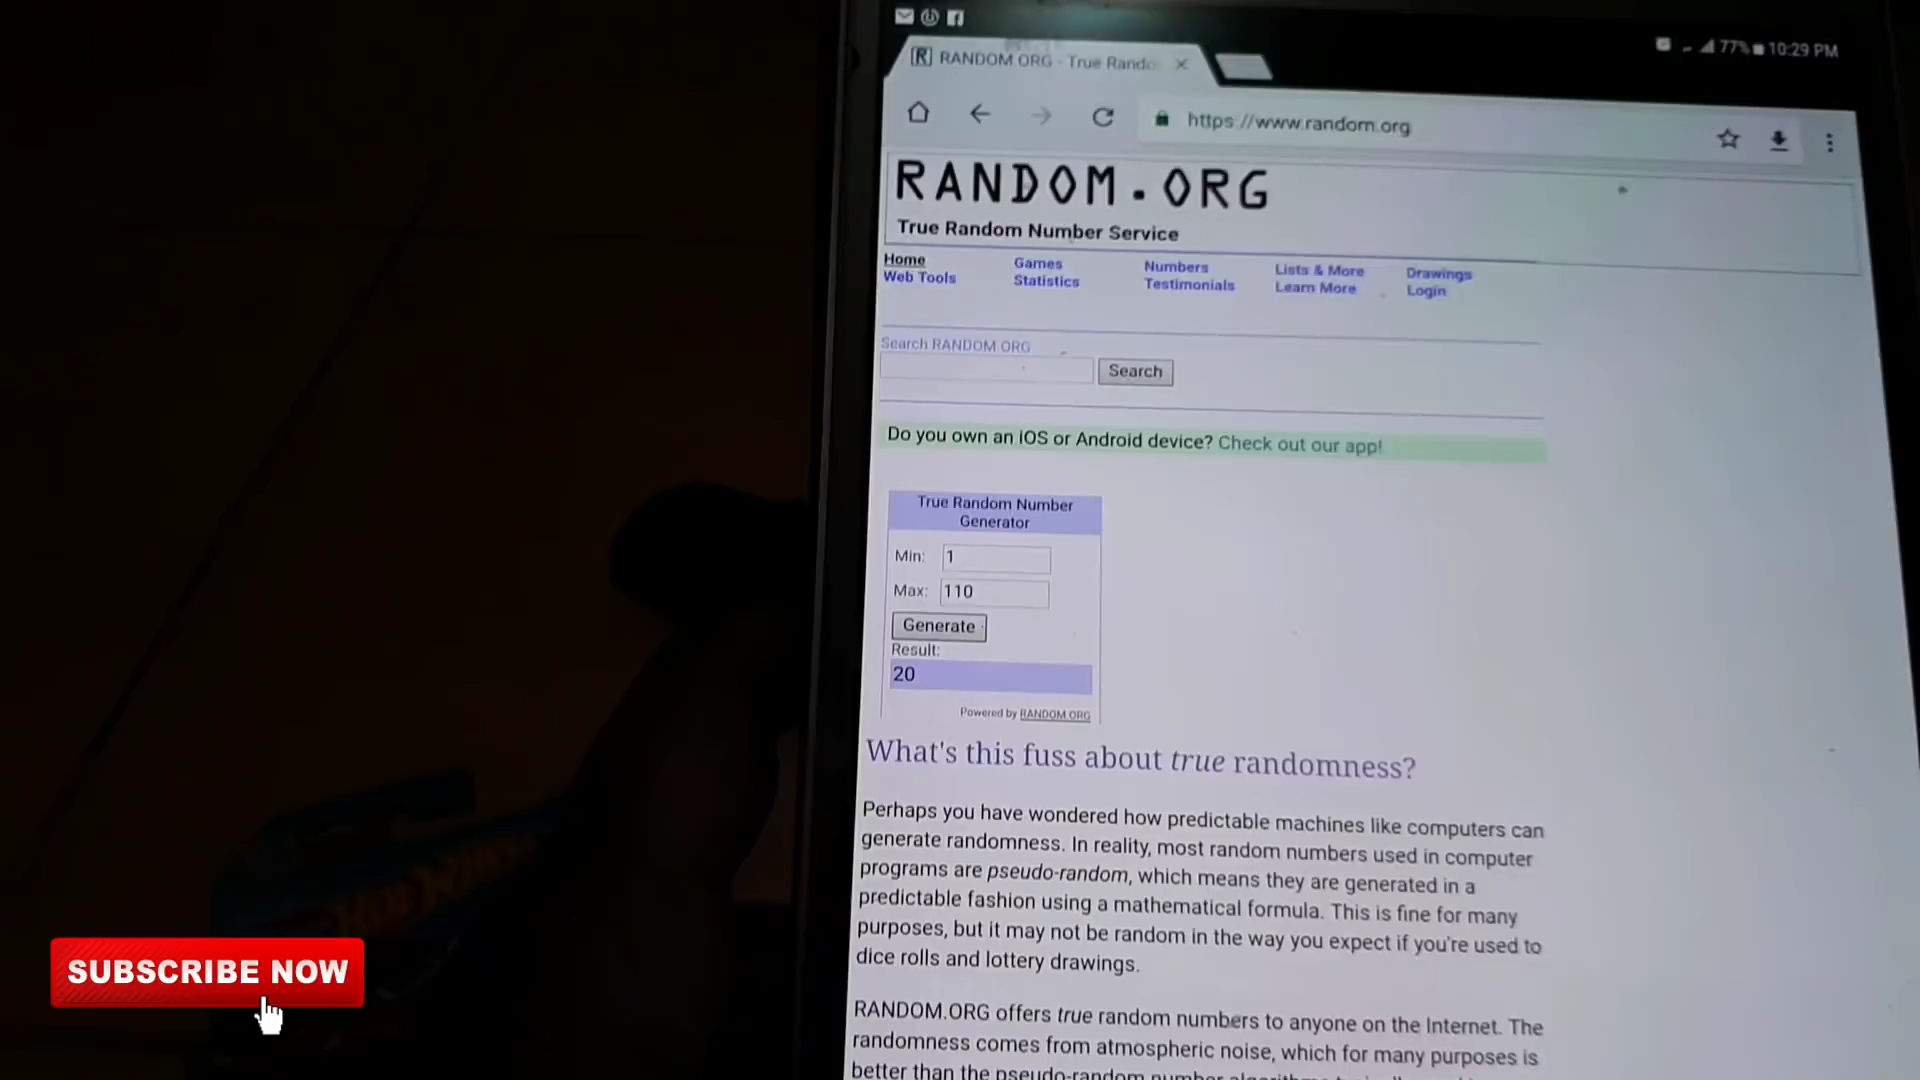 77% 10:29 PM
RANDOM.ORG - True Rando
https://www.random.org
RANDOM.ORG
True Random Number Service
Home Games Numbers Lists & More Drawings
Web Tools Statistics Testimonials Learn More Login
Search RANDOM.ORG
Search
Do you own an iOS or Android device? Check out our app!
True Random Number
Generator
Min: 1
Max: 110
Generate
Result:
20
Powered by RANDOM.ORG
What's this fuss about true randomness?
Perhaps you have wondered how predictable machines like computers can
generate randomness. In reality, most random numbers used in computer
programs are pseudo-random, which means they are generated in a
predictable fashion using a mathematical formula. This is fine for many
purposes, but it may not be random in the way you expect if you're used to
dice rolls and lottery drawings.
RANDOM.ORG offers true random numbers to anyone on the Internet. The
randomness comes from atmospheric noise, which for many purposes is
better than the pseudo-random number
HOT WHEELS
SUBSCRIBE NOW